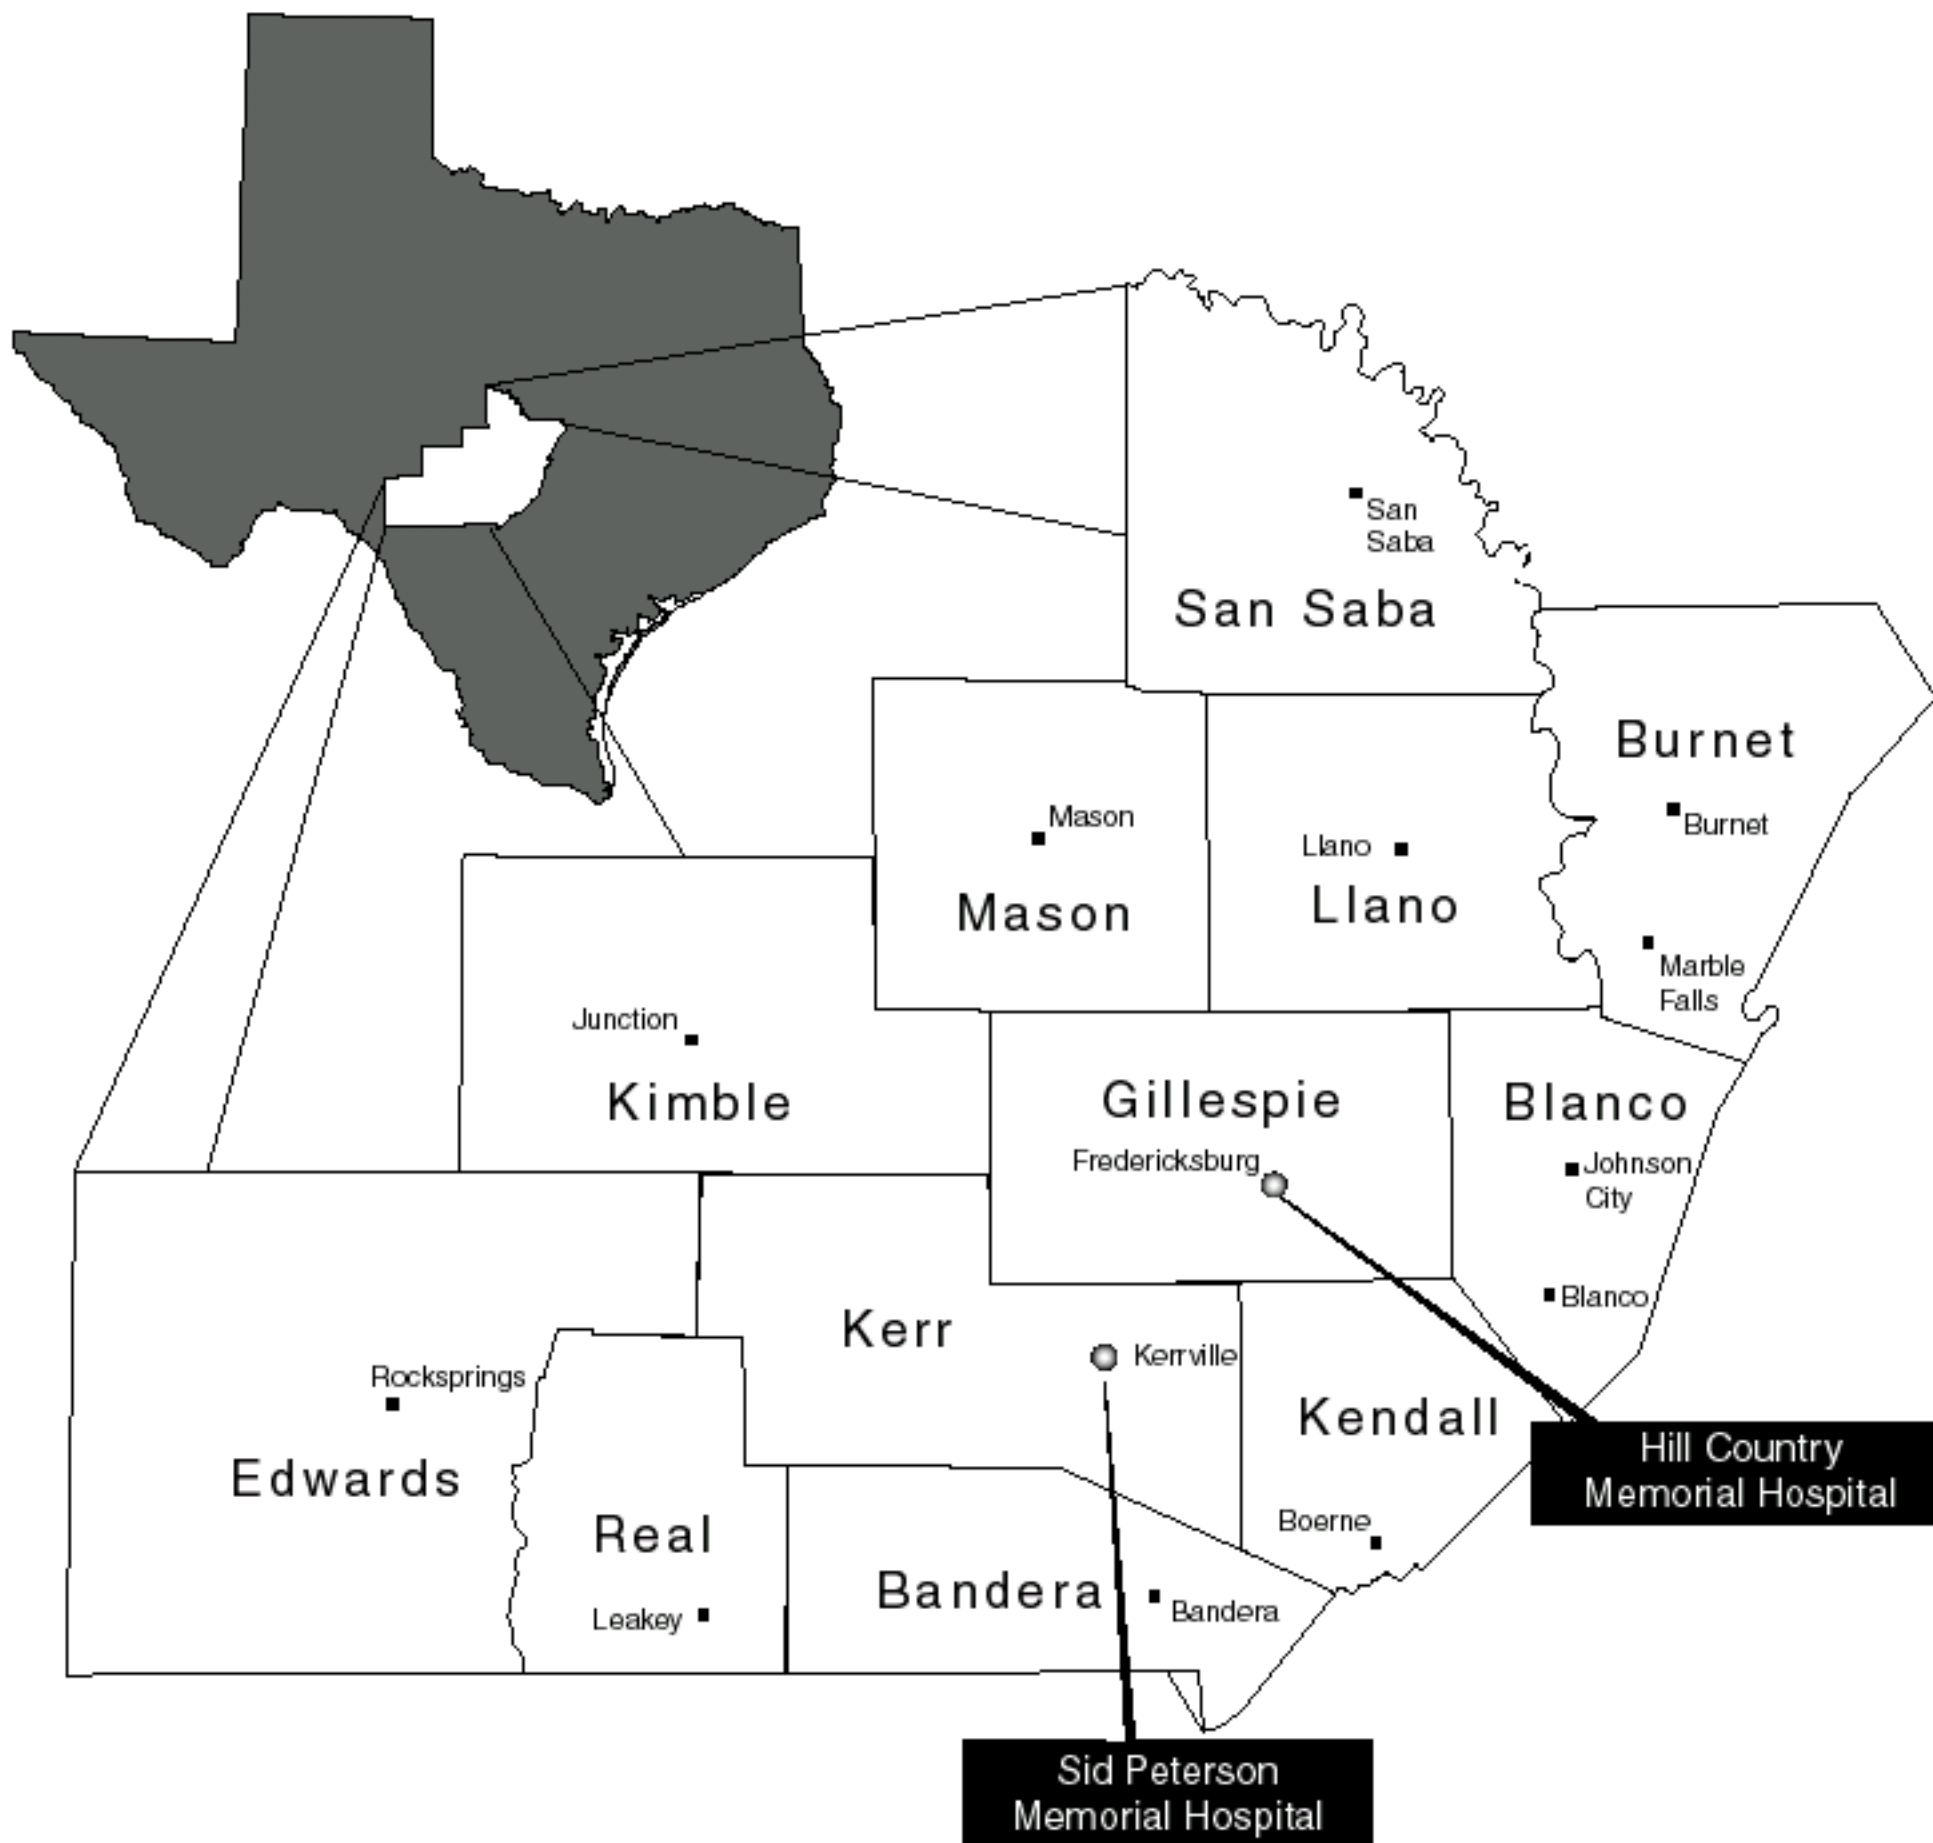 San
Saba
San Saba
Burnet
Burnet
Mason
Mason
Llano
Llano
Marble
Falls
Junction
Kimble
Gillespie
Fredericksburg
Blanco
Johnson
City
Blanco
Kerr
Kerrville
Rocksprings
Edwards
Kendall
Boerne
Hill Country
Memorial Hospital
Real
Leakey
Bandera
Bandera
Sid Peterson
Memorial Hospital